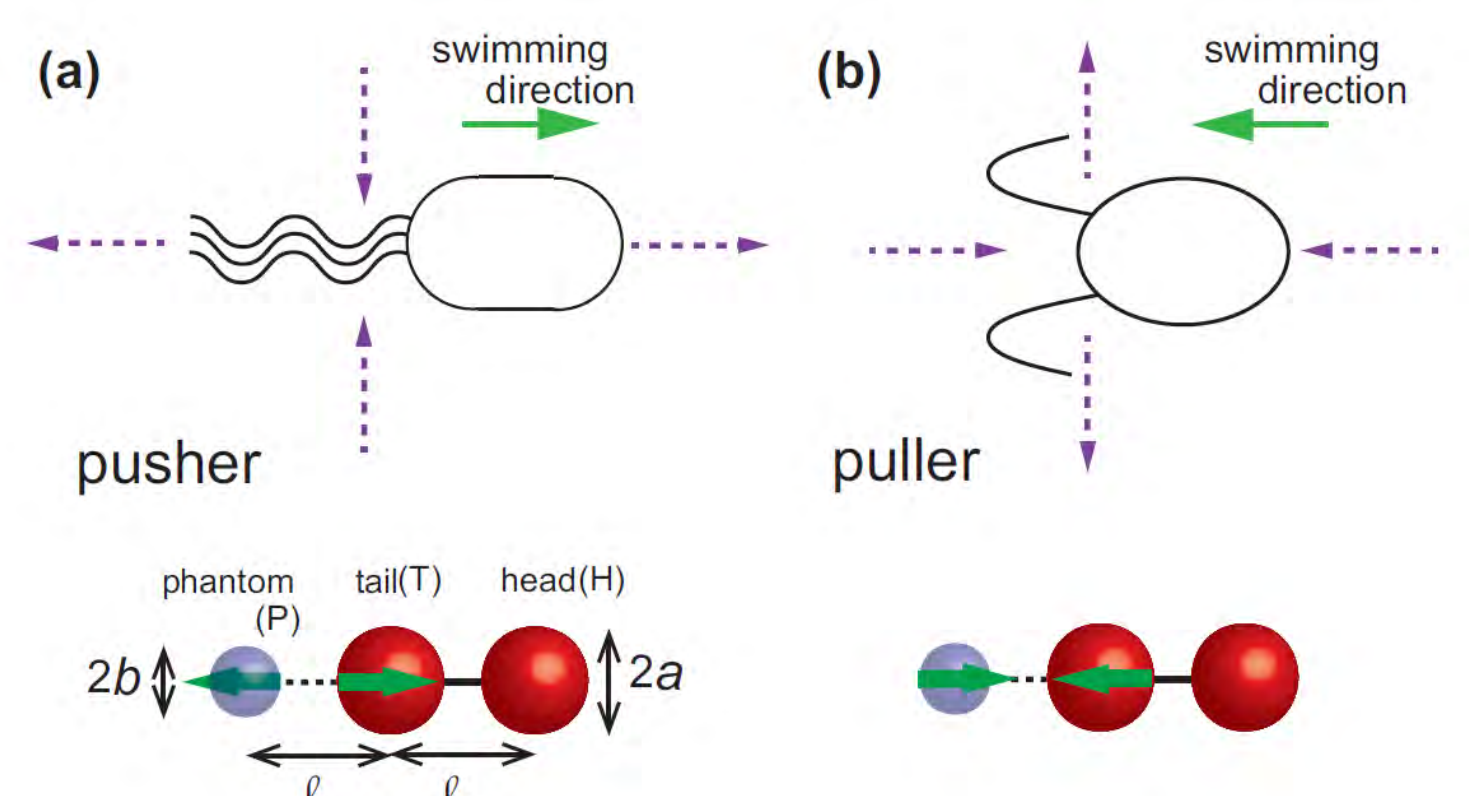 (a)
swimming
direction
(b)
swimming
direction
pusher
puller
phantom
(P)
tail(T)
head(H)
2b
2a
ℓ
ℓ